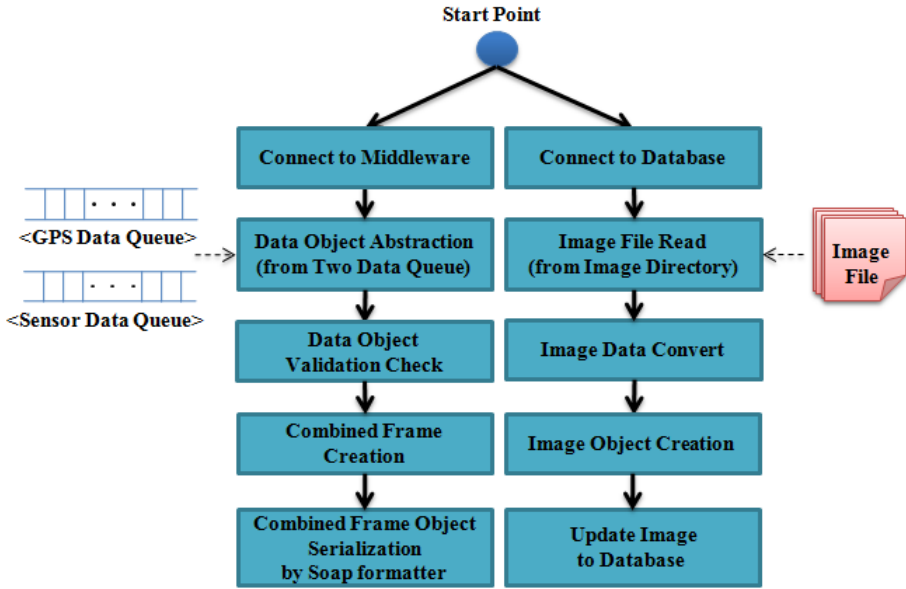 Start Point
Connect to Middleware
Connect to Database
<GPS Data Queue>
Data Object Abstraction
(from Two Data Queue)
Image File Read
(from Image Directory)
Image
File
<Sensor Data Queue>
Data Object
Validation Check
Image Data Convert
Combined Frame
Creation
Image Object Creation
Combined Frame Object
Serialization
by Soap formatter
Update Image
to Database